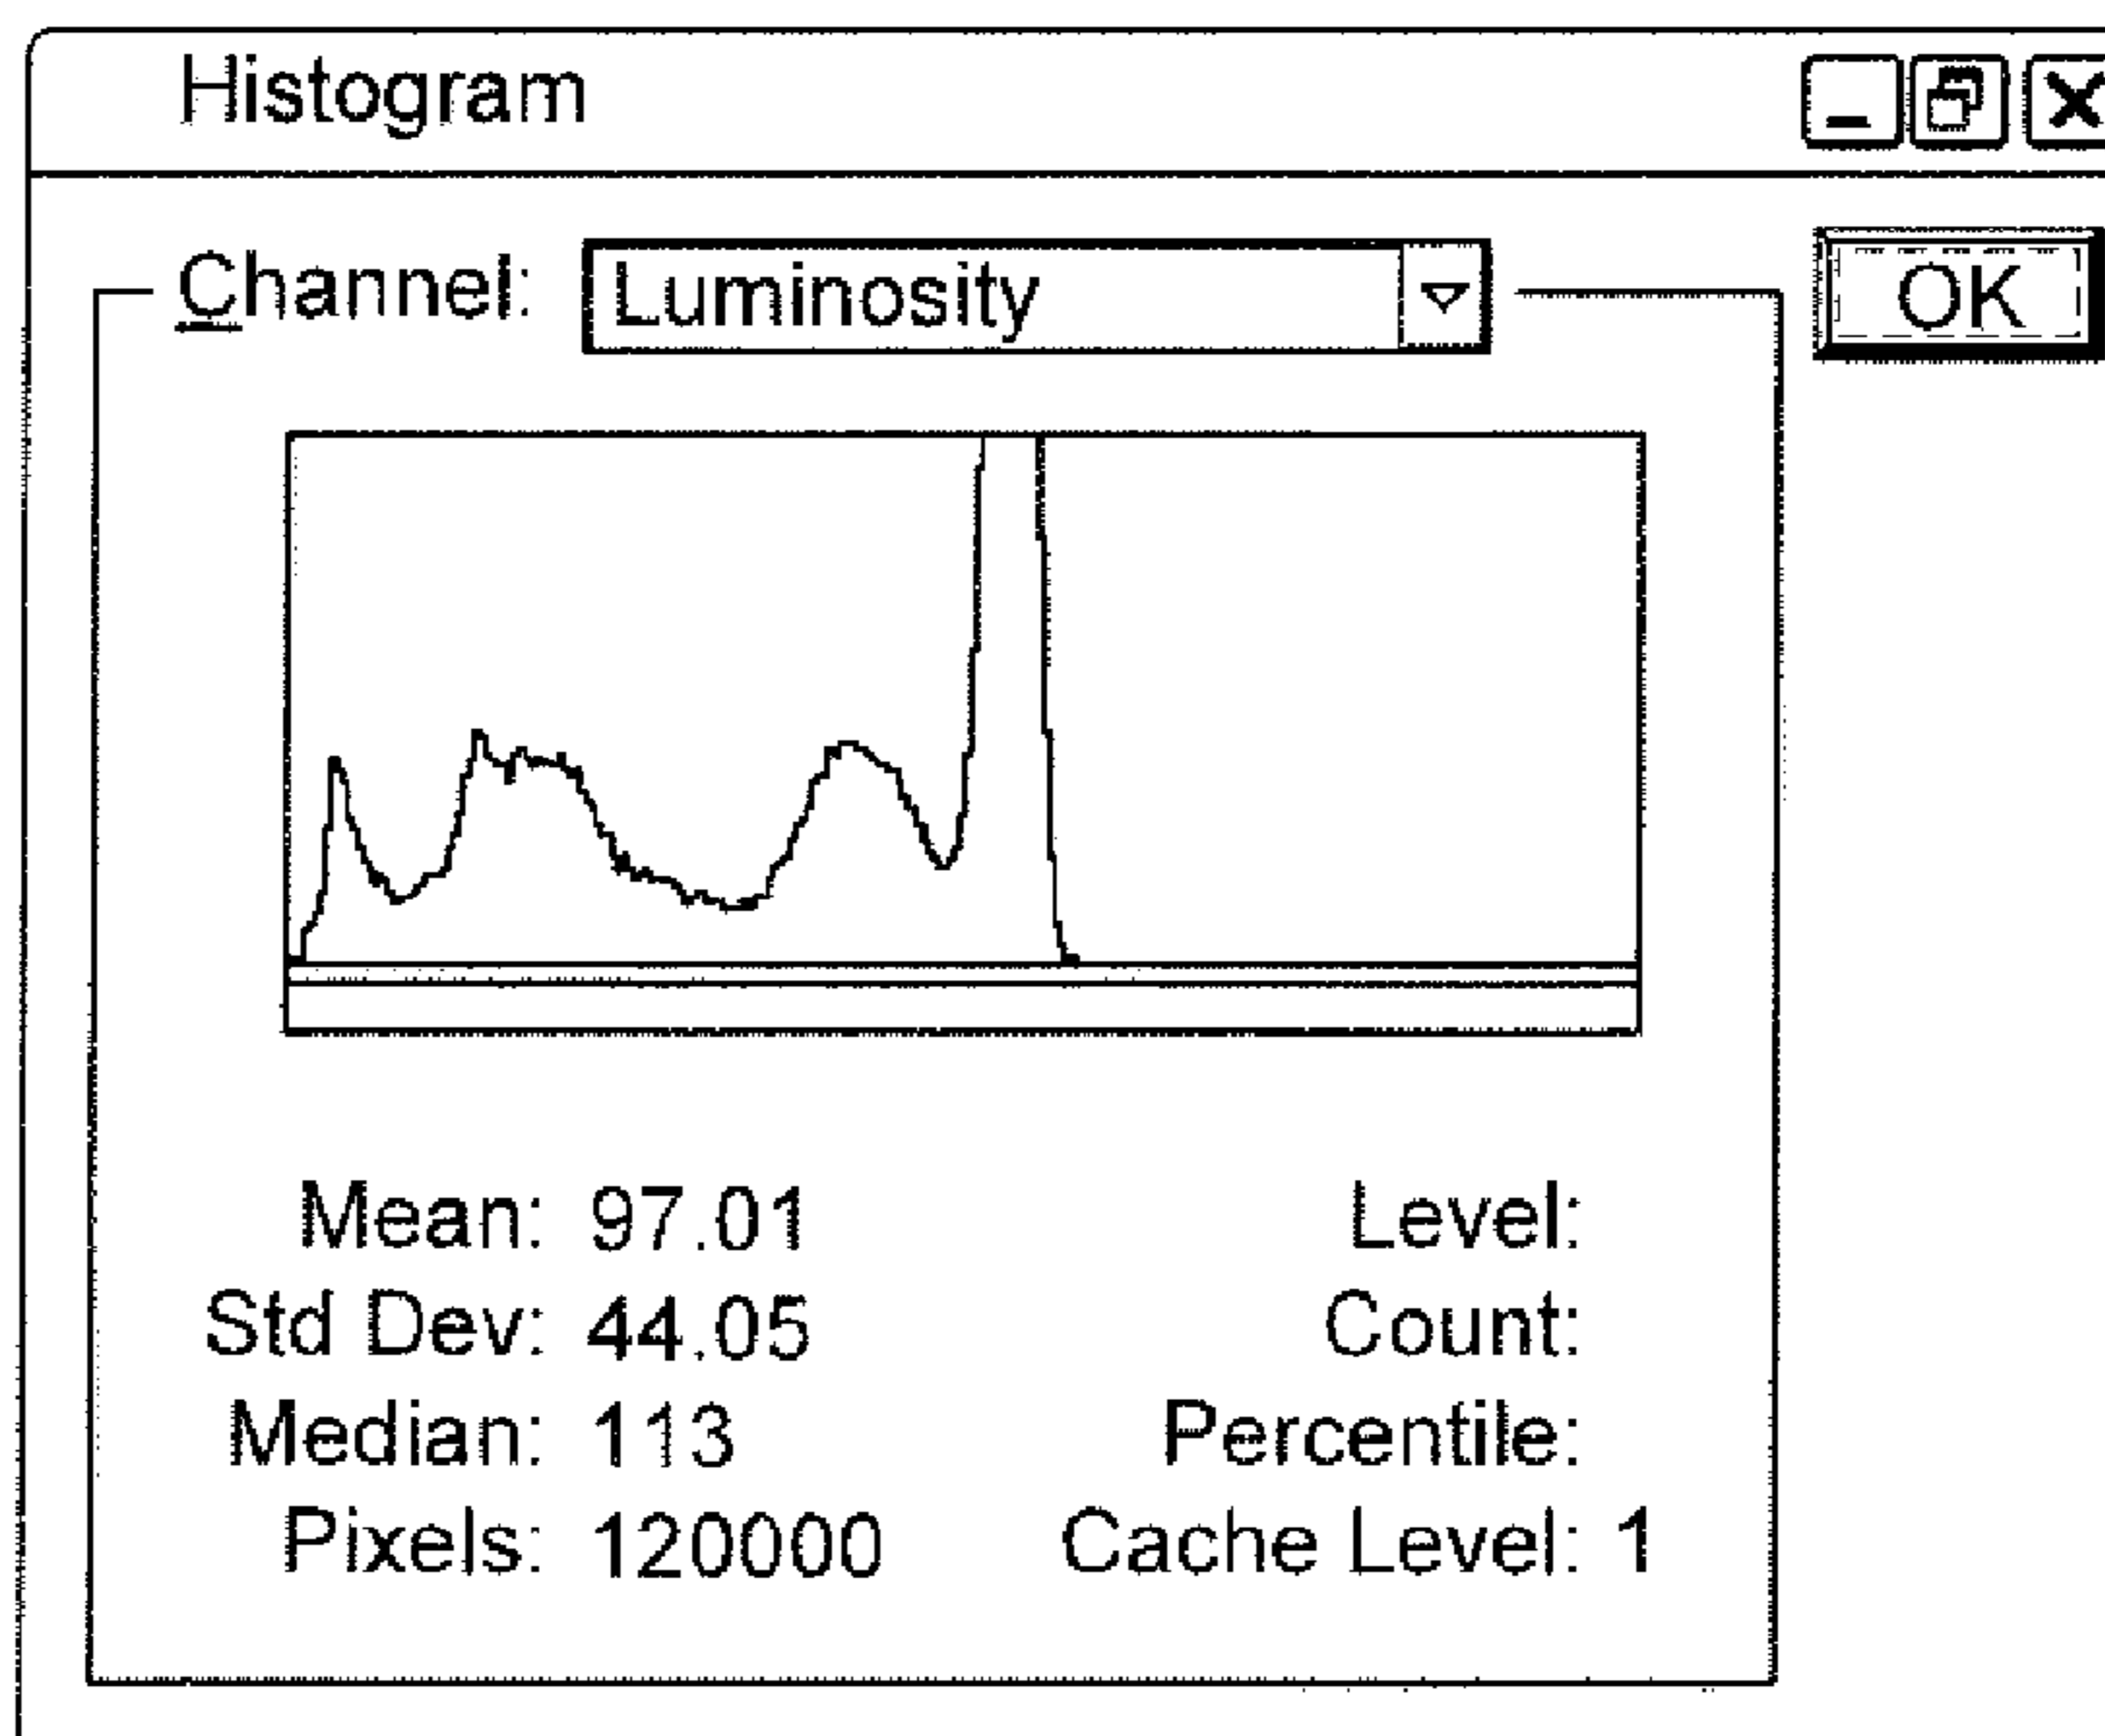 Histogram
Channel: Luminosity
OK
Mean: 97.01 Level:
Std Dev: 44.05 Count:
Median: 113 Percentile:
Pixels: 120000 Cache Level: 1